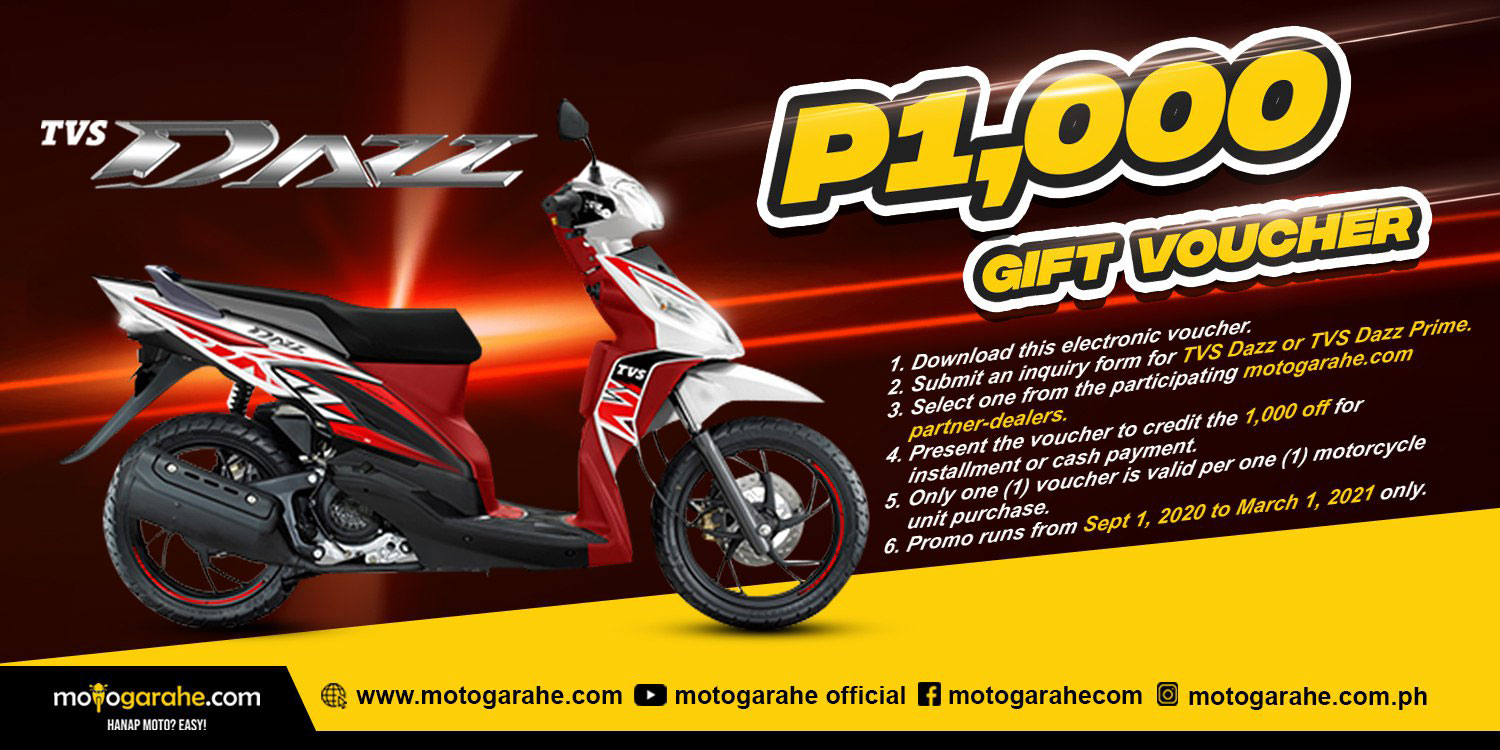 TVS DAZZ
P1,000
GIFT VOUCHER
1. Download this electronic voucher.
2. Submit an inquiry form for TVS Dazz or TVS Dazz Prime.
3. Select one from the participating motogarahe.com
partner-dealers.
4. Present the voucher to credit the 1,000 off for
installment or cash payment.
5. Only one (1) voucher is valid per one (1) motorcycle
unit purchase.
6. Promo runs from Sept 1, 2020 to March 1, 2021 only.
TVS
motogarahe.com
HANAP MOTO? EASY!
www.motogarahe.com motogarahe official motogarahecom motogarahe.com.ph